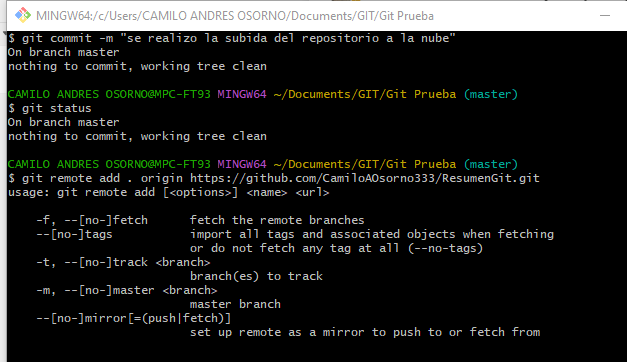 MINGW64:/c/Users/CAMILO ANDRES OSORNO/Documents/GIT/Git Prueba
$ git commit -m "se realizo la subida del repositorio a la nube"
On branch master
nothing to commit, working tree clean
CAMILO ANDRES OSORNO@MPC-FT93 MINGW64 ~/Documents/GIT/Git Prueba (master)
$ git status
On branch master
nothing to commit, working tree clean
CAMILO ANDRES OSORNO@MPC-FT93 MINGW64 ~/Documents/GIT/Git Prueba (master)
$ git remote add . origin https://github.com/CamiloAOsorno333/ResumenGit.git
usage: git remote add [<options>] <name> <url>
-f, --[no-]fetch fetch the remote branches
--[no-]tags import all tags and associated objects when fetching
or do not fetch any tag at all (--no-tags)
-t, --[no-]track <branch>
branch(es) to track
-m, --[no-]master <branch>
master branch
--[no-]mirror[=(push|fetch)]
set up remote as a mirror to push to or fetch from